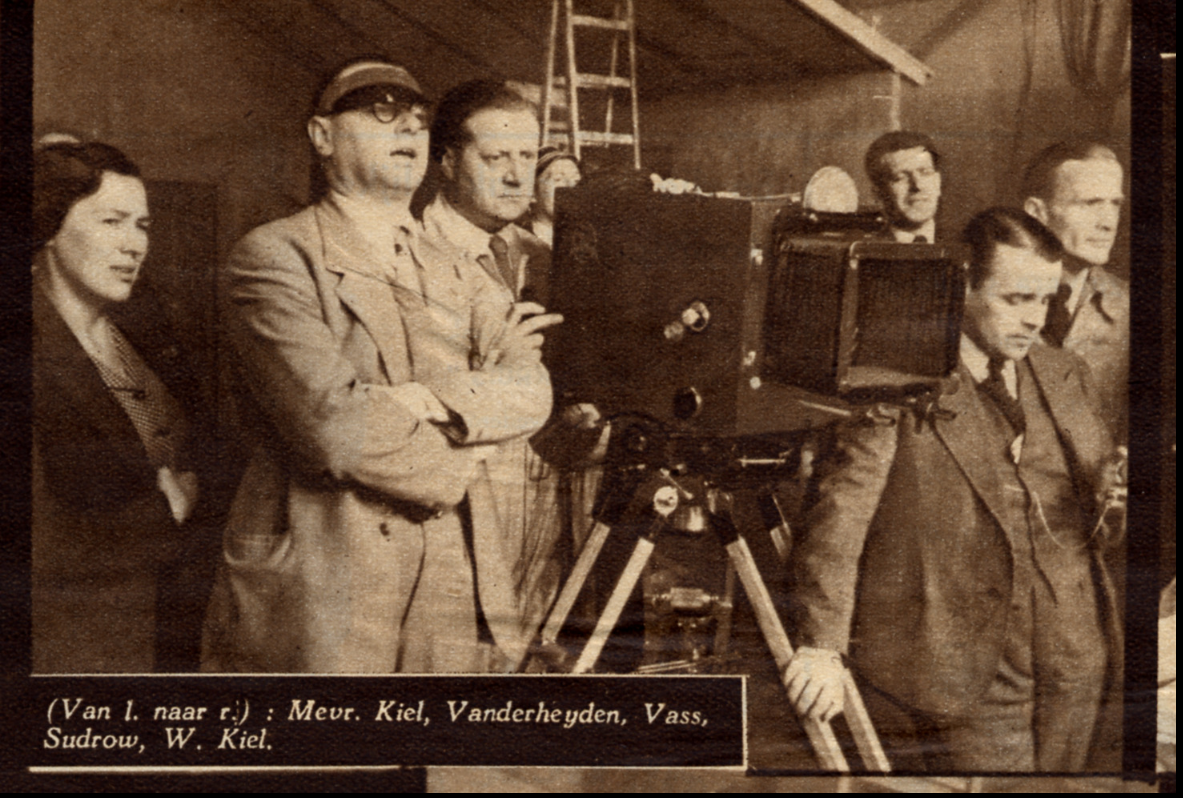 (Van l. naar r.) : Mevr. Kiel, Vanderheyden, Vass,
Sudrow, W. Kiel.